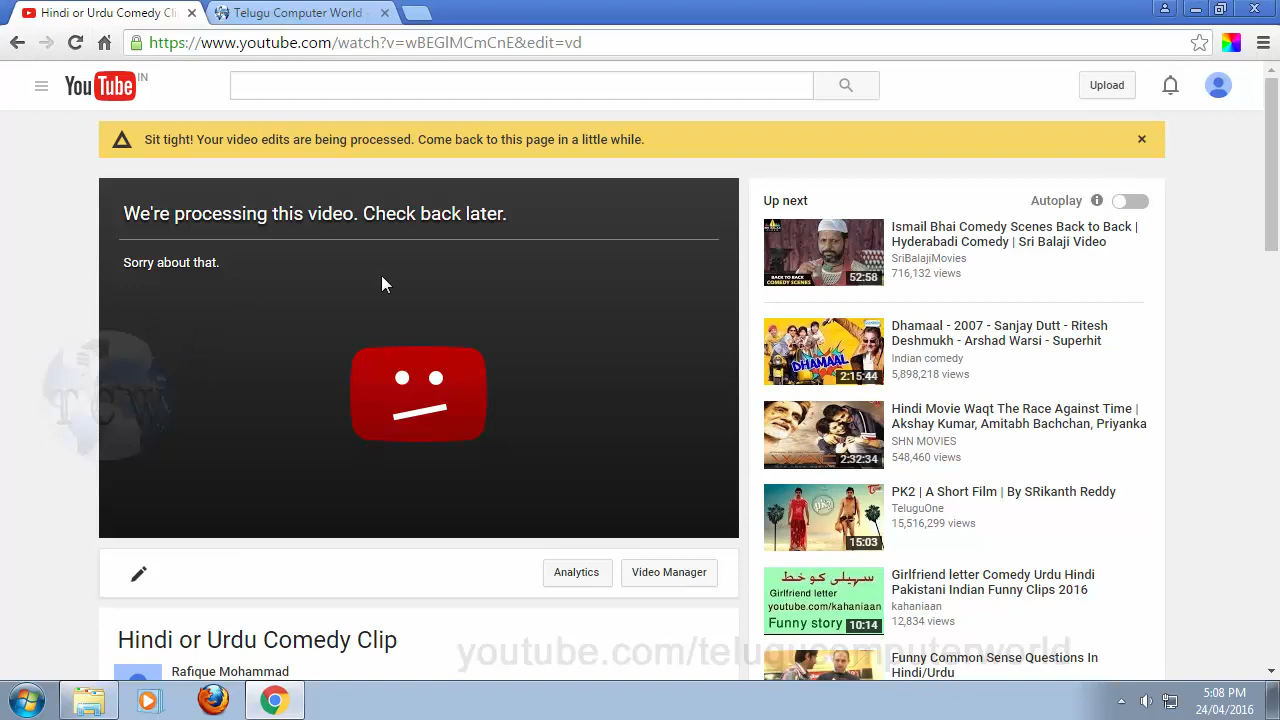 Hindi or Urdu Comedy Cli
Telugu Computer World
https://www.youtube.com/watch?v=wBEGlMCmCnE&edit=vd
YouTube IN
Upload
Sit tight! Your video edits are being processed. Come back to this page in a little while.
We're processing this video. Check back later.
Sorry about that.
TCW
Analytics
Video Manager
Hindi or Urdu Comedy Clip
Rafique Mohammad
Up next
Autoplay
Ismail Bhai Comedy Scenes Back to Back |
Hyderabadi Comedy | Sri Balaji Video
SriBalajiMovies
716,132 views
BACK TO BACK
COMEDY SCENES
52:58
Dhamaal - 2007 - Sanjay Dutt - Ritesh
Deshmukh - Arshad Warsi - Superhit
Indian comedy
5,898,218 views
DHAMAAL
2:15:44
Hindi Movie Waqt The Race Against Time |
Akshay Kumar, Amitabh Bachchan, Priyanka
SHN MOVIES
548,460 views
2:32:34
PK2 | A Short Film | By SRikanth Reddy
TeluguOne
15,516,299 views
15:03
Girlfriend letter Comedy Urdu Hindi
Pakistani Indian Funny Clips 2016
kahaniaan
12,834 views
سہیلی کو خط
Girlfriend letter
youtube.com/kahaniaan
Funny story
10:14
Funny Common Sense Questions In
Hindi/Urdu
youtube.com/telugucomputerworld
5:08 PM
24/04/2016